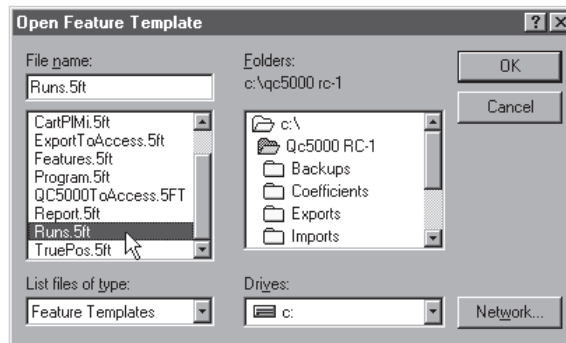 Open Feature Template
File name:
Runs.5ft
CartPlMi.5ft
ExportToAccess.5ft
Features.5ft
Program.5ft
QC5000ToAccess.5FT
Report.5ft
Runs.5ft
TruePos.5ft
List files of type:
Feature Templates
Folders:
c:\qc5000 rc-1
c:\
Qc5000 RC-1
Backups
Coefficients
Exports
Imports
Drives:
c:
OK
Cancel
Network...